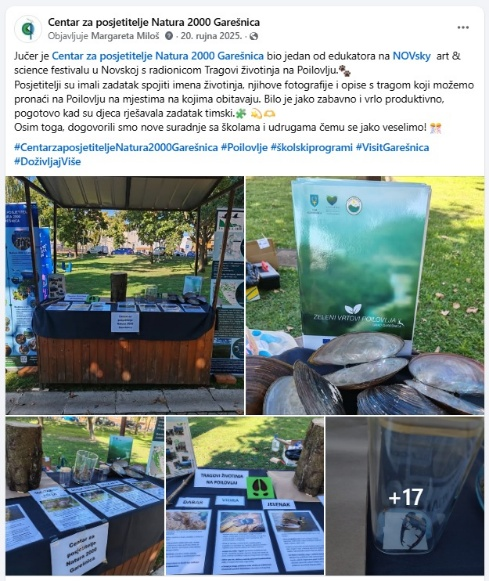 Centar za posjetitelje Natura 2000 Garešnica
Objavljuje Margareta Miloš · 20. rujna 2025. ·
Jučer je Centar za posjetitelje Natura 2000 Garešnica bio jedan od edukatora na NOVsky art &
science festivalu u Novskoj s radionicom Tragovi životinja na Poilovlju.🐾
Posjetitelji su imali zadatak spojiti imena životinja, njihove fotografije i opise s tragom koji možemo
pronaći na Poilovlju na mjestima na kojima obitavaju. Bilo je jako zabavno i vrlo produktivno,
pogotovo kad su djeca rješavala zadatak timski.🧩 💫🫶
Osim toga, dogovorili smo nove suradnje sa školama i udrugama čemu se jako veselimo! 🎊
#CentarzaposjetiteljeNatura2000Garešnica #Poilovlje #školskiprogrami #VisitGarešnica
#DoživljajViše
ZELENI VRTOVI POILOVLJA
Centar za
posjetitelje
Natura 2000
Garešnica
TRAGOVI ŽIVOTINJA
NA POILOVLJU
DABAR
VIDRA
JELENAK
+17